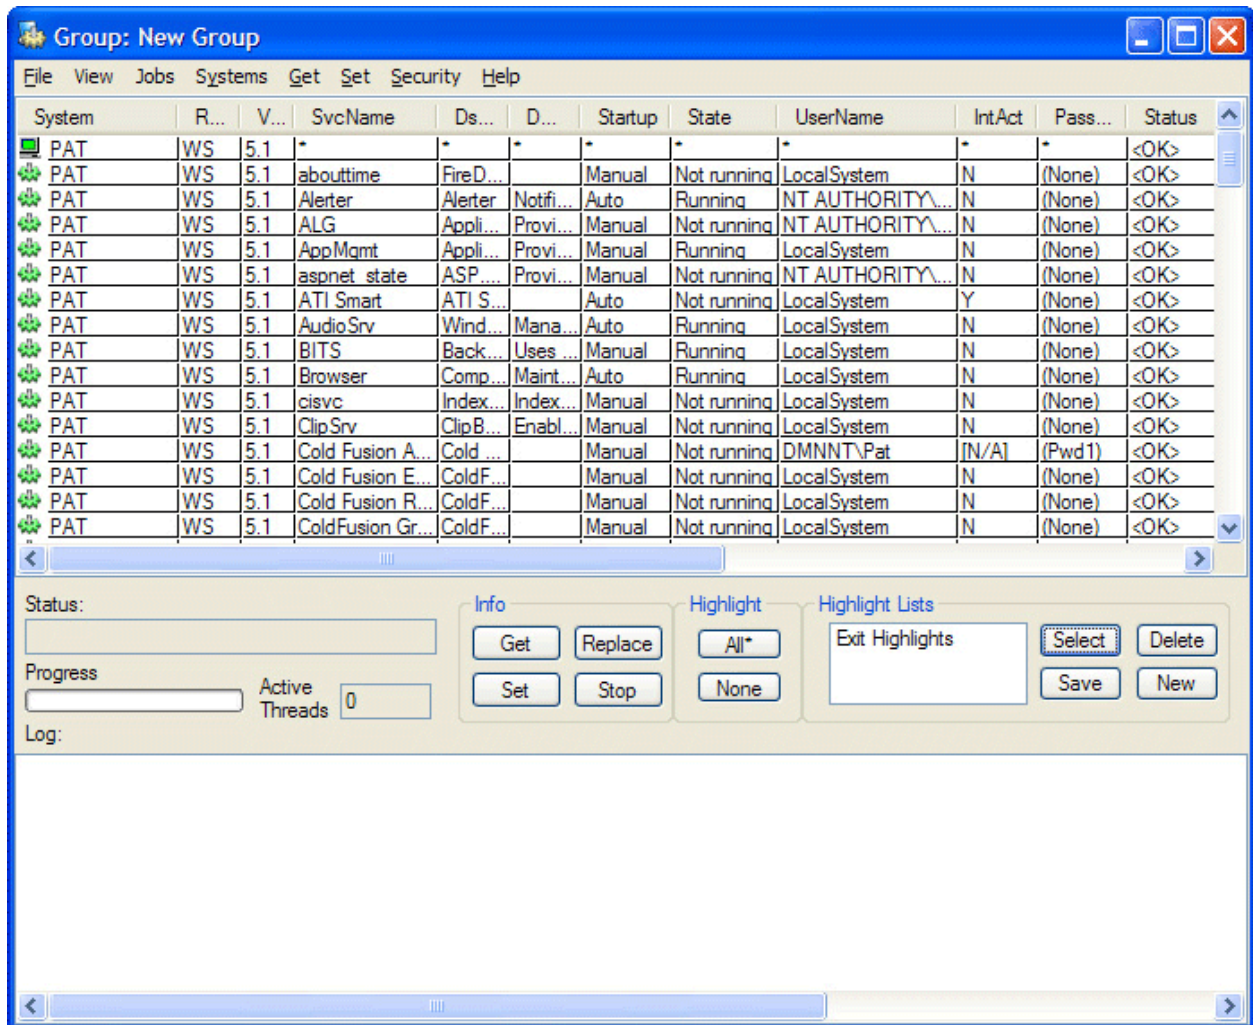 Group: New Group
File View Jobs Systems Get Set Security Help
System R... V... SvcName Ds... D... Startup State UserName IntAct Pass... Status
PAT WS 5.1 * * * * * * * * <OK>
PAT WS 5.1 abouttime FireD... Manual Not running LocalSystem N (None) <OK>
PAT WS 5.1 Alerter Alerter Notifi... Auto Running NT AUTHORITY\... N (None) <OK>
PAT WS 5.1 ALG Appli... Provi... Manual Not running NT AUTHORITY\... N (None) <OK>
PAT WS 5.1 AppMgmt Appli... Provi... Manual Running LocalSystem N (None) <OK>
PAT WS 5.1 aspnet_state ASP.... Provi... Manual Not running NT AUTHORITY\... N (None) <OK>
PAT WS 5.1 ATI Smart ATI S... Auto Not running LocalSystem Y (None) <OK>
PAT WS 5.1 AudioSrv Wind... Mana... Auto Running LocalSystem N (None) <OK>
PAT WS 5.1 BITS Back... Uses ... Manual Running LocalSystem N (None) <OK>
PAT WS 5.1 Browser Comp... Maint... Auto Running LocalSystem N (None) <OK>
PAT WS 5.1 cisvc Index... Index... Manual Not running LocalSystem N (None) <OK>
PAT WS 5.1 ClipSrv ClipB... Enabl... Manual Not running LocalSystem N (None) <OK>
PAT WS 5.1 Cold Fusion A... Cold ... Manual Not running DMNNT\Pat [N/A] (Pwd1) <OK>
PAT WS 5.1 Cold Fusion E... ColdF... Manual Not running LocalSystem N (None) <OK>
PAT WS 5.1 Cold Fusion R... ColdF... Manual Not running LocalSystem N (None) <OK>
PAT WS 5.1 ColdFusion Gr... ColdF... Manual Not running LocalSystem N (None) <OK>
Status: Info Highlight Highlight Lists
Get Replace All* Exit Highlights Select Delete
Progress
Active Threads 0 Set Stop None Save New
Log: